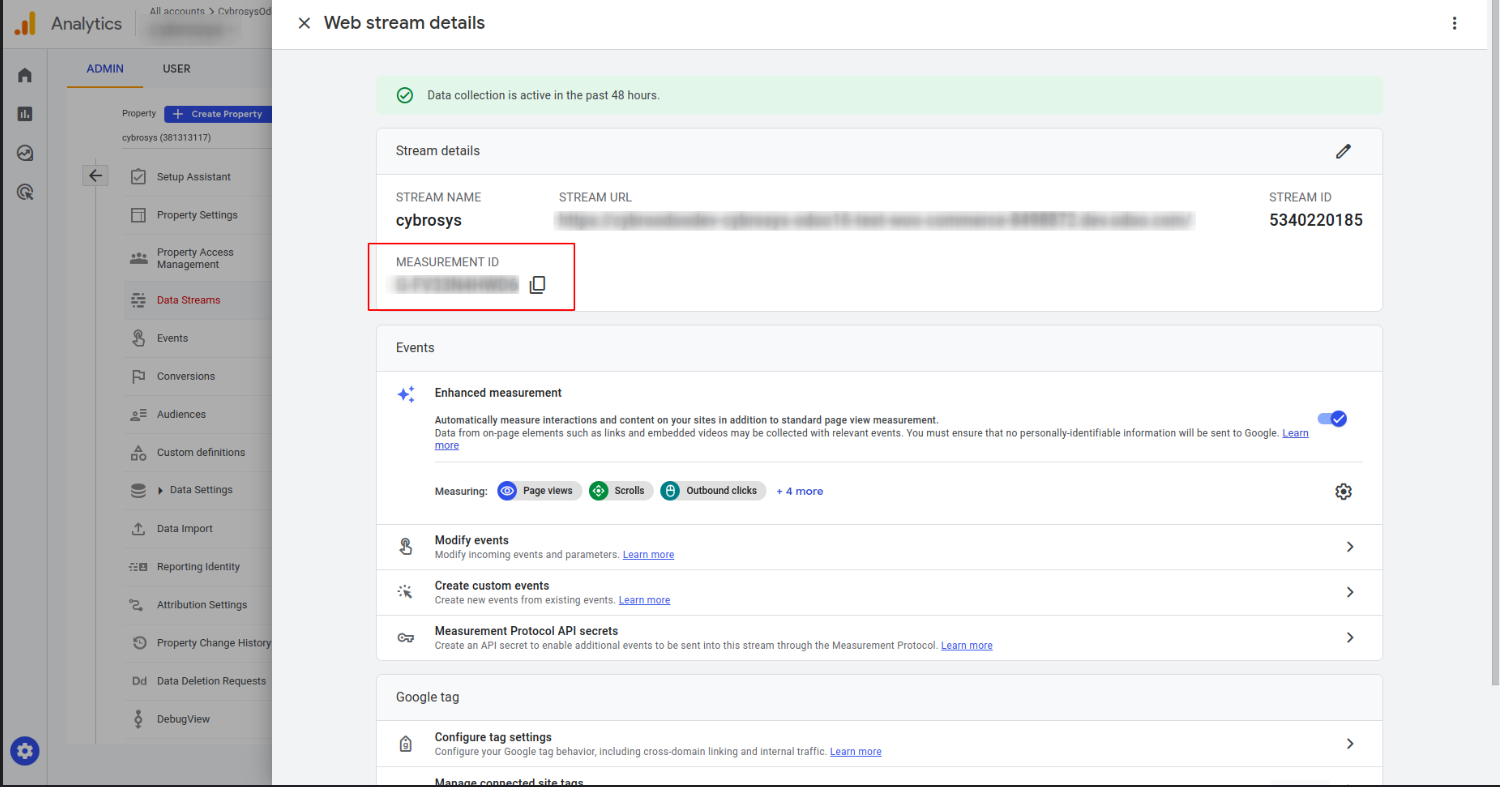 Analytics
All accounts > CybrosysOd
Web stream details
ADMIN
USER
Property
Create Property
cybrosys (381313117)
Setup Assistant
Property Settings
Property Access
Management
Data Streams
Events
Conversions
Audiences
Custom definitions
Data Settings
Data Import
Reporting Identity
Attribution Settings
Property Change History
Dd Data Deletion Requests
DebugView
Data collection is active in the past 48 hours.
Stream details
STREAM NAME
cybrosys
STREAM URL
STREAM ID
5340220185
MEASUREMENT ID
Events
Enhanced measurement
Automatically measure interactions and content on your sites in addition to standard page view measurement.
Data from on-page elements such as links and embedded videos may be collected with relevant events. You must ensure that no personally-identifiable information will be sent to Google. Learn
more
Measuring: Page views Scrolls Outbound clicks + 4 more
Modify events
Modify incoming events and parameters. Learn more
Create custom events
Create new events from existing events. Learn more
Measurement Protocol API secrets
Create an API secret to enable additional events to be sent into this stream through the Measurement Protocol. Learn more
Google tag
Configure tag settings
Configure your Google tag behavior, including cross-domain linking and internal traffic. Learn more
Manage connected site tags